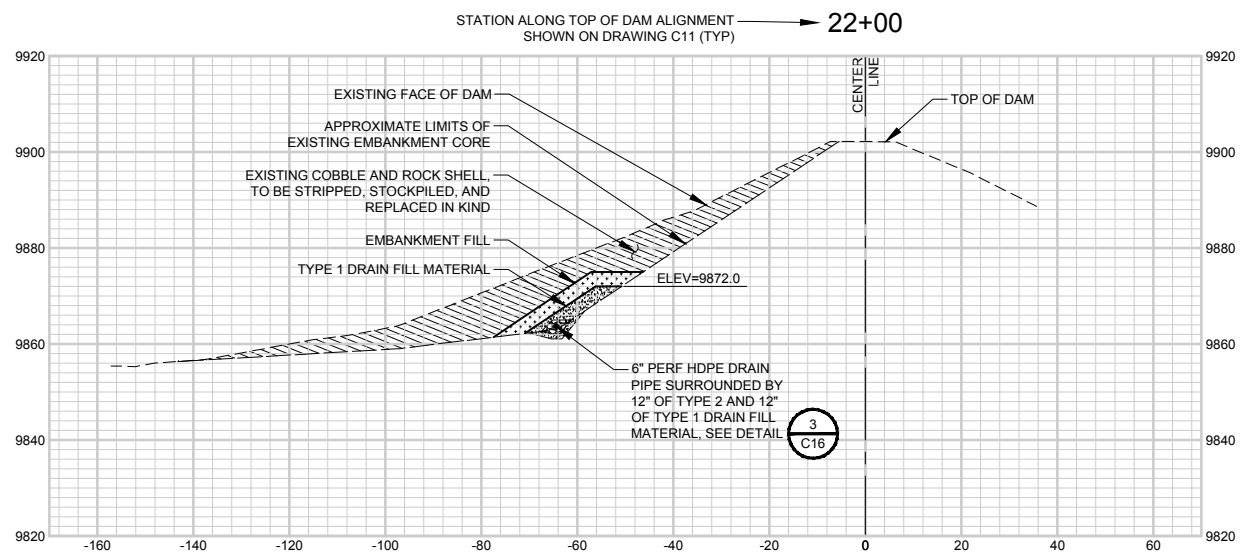 STATION ALONG TOP OF DAM ALIGNMENT
SHOWN ON DRAWING C11 (TYP)
22+00
9920
9920
CENTER
LINE
EXISTING FACE OF DAM
TOP OF DAM
APPROXIMATE LIMITS OF
EXISTING EMBANKMENT CORE
9900
9900
EXISTING COBBLE AND ROCK SHELL,
TO BE STRIPPED, STOCKPILED, AND
REPLACED IN KIND
EMBANKMENT FILL
9880
9880
TYPE 1 DRAIN FILL MATERIAL
ELEV=9872.0
9860
9860
6" PERF HDPE DRAIN
PIPE SURROUNDED BY
12" OF TYPE 2 AND 12"
OF TYPE 1 DRAIN FILL
MATERIAL, SEE DETAIL
3
C16
9840
9840
9820
9820
-160 -140 -120 -100 -80 -60 -40 -20 0 20 40 60